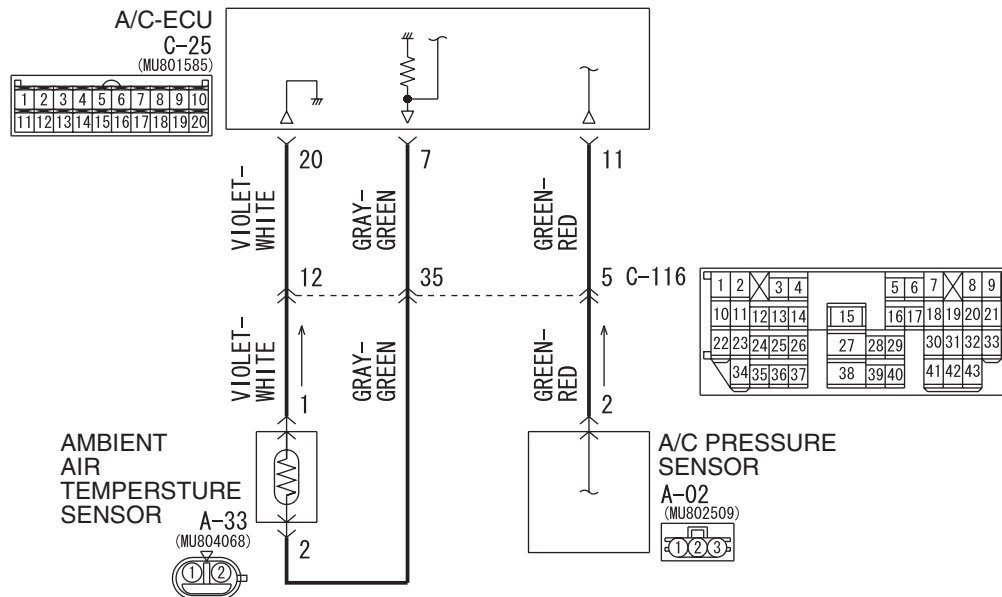 A/C-ECU
C-25
(MU801585)
1 2 3 4 5 6 7 8 9 10
11 12 13 14 15 16 17 18 19 20
20 7 11
VIOLET-
WHITE
GRAY-
GREEN
GREEN-
RED
12 35 5 C-116
1 2 3 4 5 6 7 8 9
10 11 12 13 14 15 16 17 18 19 20 21
22 23 24 25 26 27 28 29 30 31 32 33
34 35 36 37 38 39 40 41 42 43
VIOLET-
WHITE
GRAY-
GREEN
GREEN-
RED
1 2
AMBIENT
AIR
TEMPERSTURE
SENSOR
A-33
(MU804068)
1 2
2
A/C PRESSURE
SENSOR
A-02
(MU802509)
1 2 3